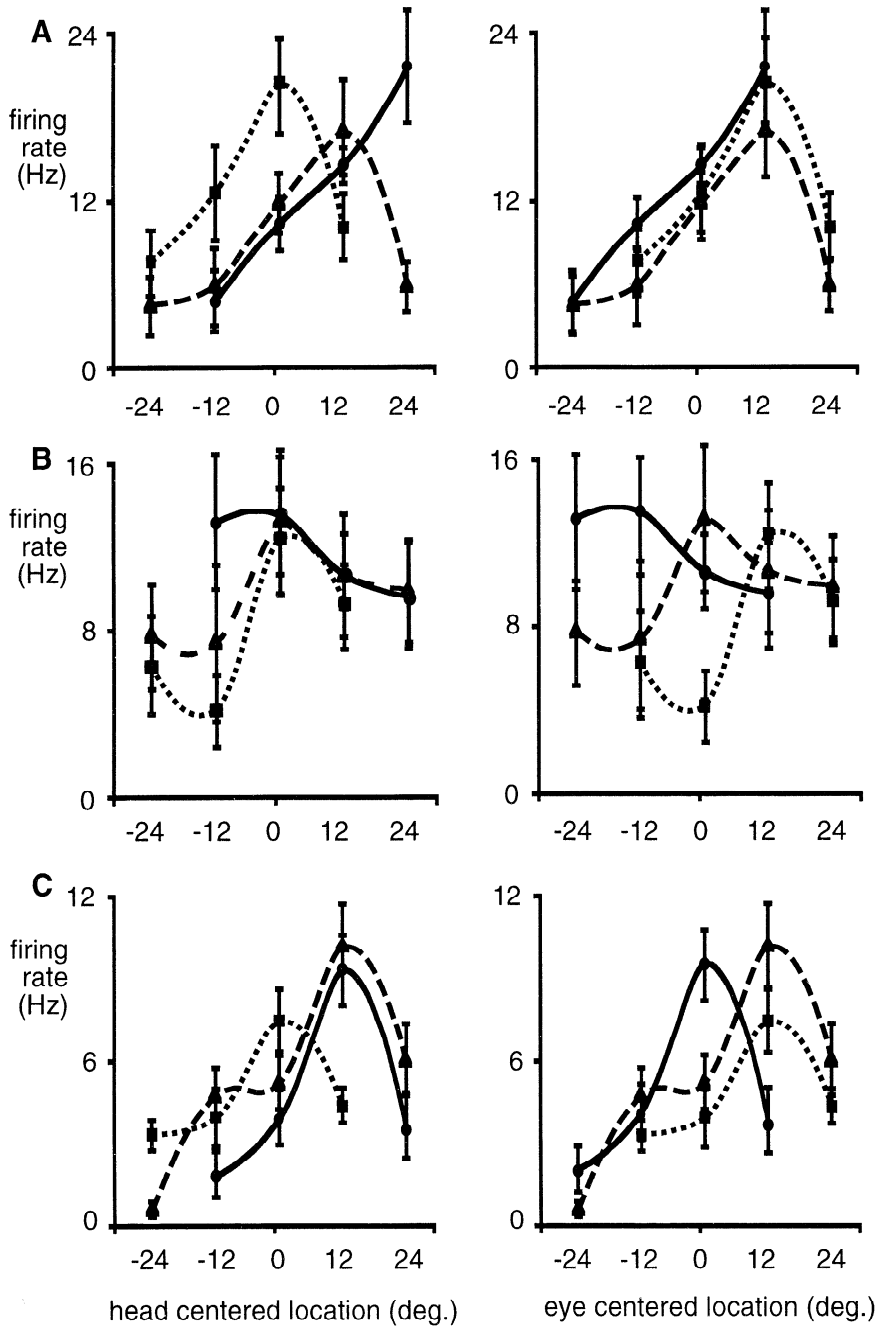 A
24
24
firing
rate
(Hz)
12
12
0
0
-24 -12 0 12 24
-24 -12 0 12 24
B
16
16
firing
rate
(Hz)
8
8
0
0
-24 -12 0 12 24
-24 -12 0 12 24
C
12
12
firing
rate
(Hz)
6
6
0
0
-24 -12 0 12 24
-24 -12 0 12 24
head centered location (deg.)
eye centered location (deg.)